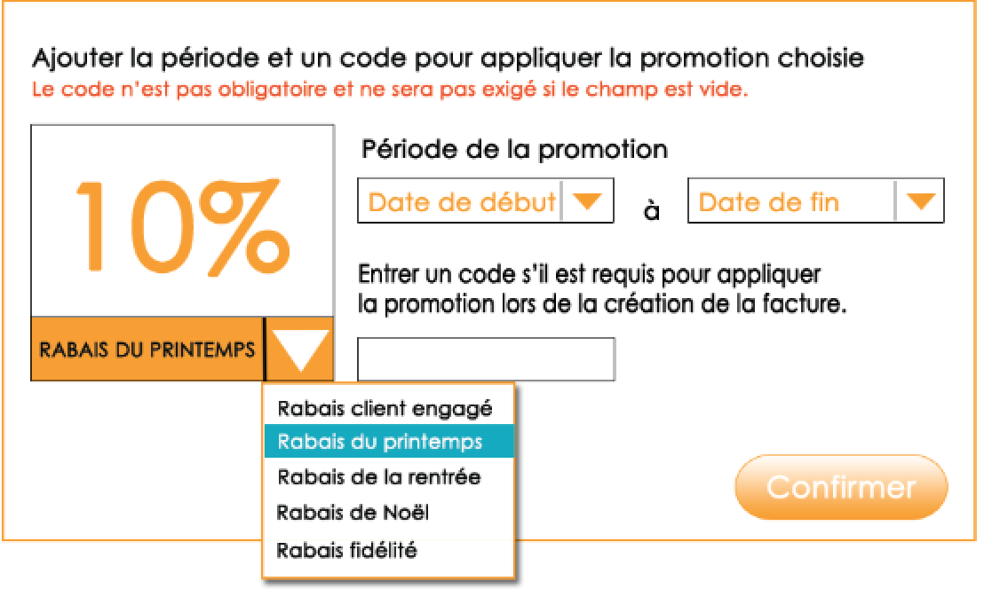 Ajouter la période et un code pour appliquer la promotion choisie
Le code n'est pas obligatoire et ne sera pas exigé si le champ est vide.
10%
RABAIS DU PRINTEMPS
Période de la promotion
Date de début
à
Date de fin
Entrer un code s'il est requis pour appliquer
la promotion lors de la création de la facture.
Rabais client engagé
Rabais du printemps
Rabais de la rentrée
Rabais de Noël
Rabais fidélité
Confirmer